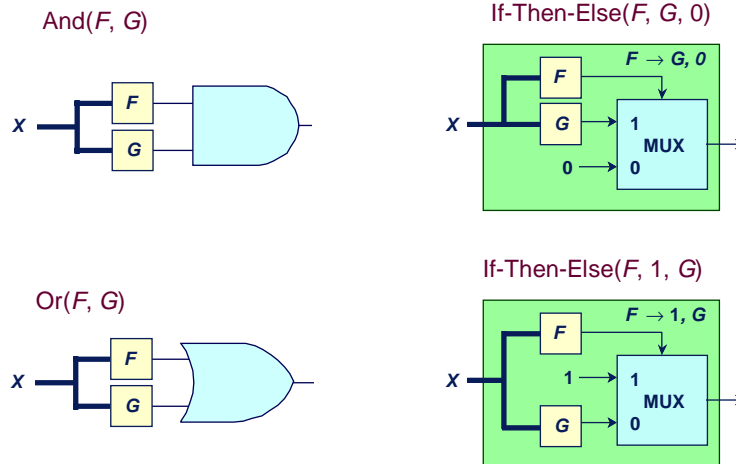 And(F, G)
F
X
G
If-Then-Else(F, G, 0)
F → G, 0
F
X
G
1
MUX
0
0
Or(F, G)
F
X
G
If-Then-Else(F, 1, G)
F → 1, G
F
X
1
1
MUX
G
0